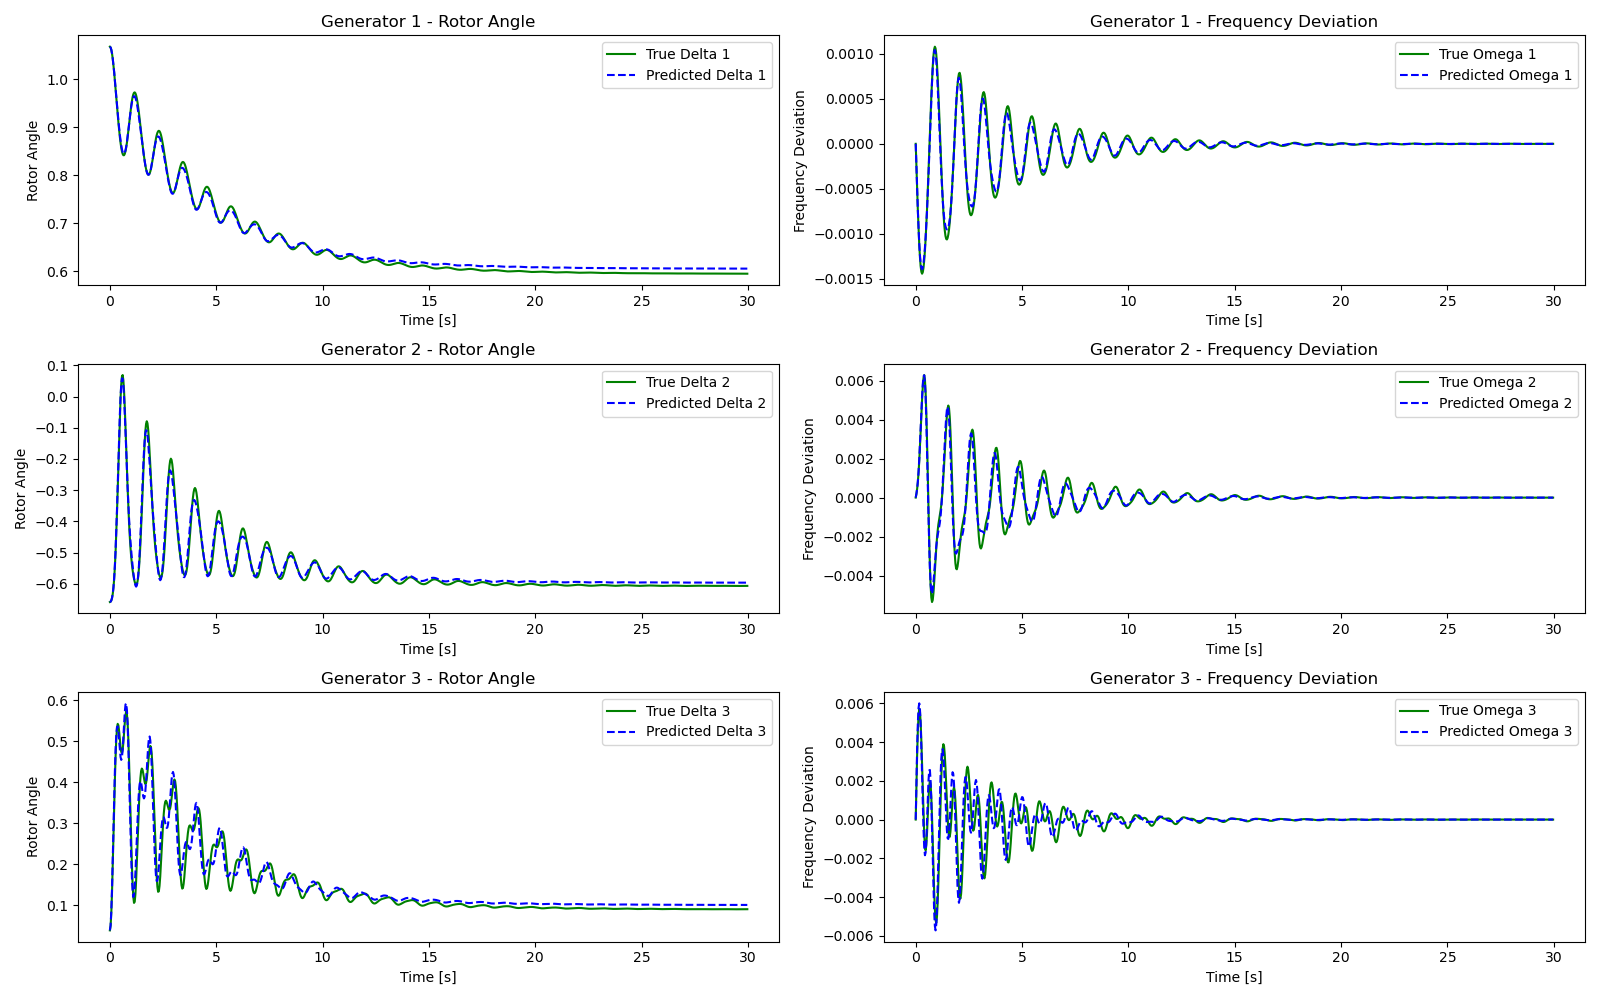 Generator 1 - Rotor Angle
Rotor Angle
1.0
0.9
0.8
0.7
0.6
True Delta 1
Predicted Delta 1
0 5 10 15 20 25 30
Time [s]
Generator 1 - Frequency Deviation
Frequency Deviation
0.0010
0.0005
0.0000
−0.0005
−0.0010
−0.0015
True Omega 1
Predicted Omega 1
0 5 10 15 20 25 30
Time [s]
Generator 2 - Rotor Angle
Rotor Angle
0.1
0.0
−0.1
−0.2
−0.3
−0.4
−0.5
−0.6
True Delta 2
Predicted Delta 2
0 5 10 15 20 25 30
Time [s]
Generator 2 - Frequency Deviation
Frequency Deviation
0.006
0.004
0.002
0.000
−0.002
−0.004
True Omega 2
Predicted Omega 2
0 5 10 15 20 25 30
Time [s]
Generator 3 - Rotor Angle
Rotor Angle
0.6
0.5
0.4
0.3
0.2
0.1
True Delta 3
Predicted Delta 3
0 5 10 15 20 25 30
Time [s]
Generator 3 - Frequency Deviation
Frequency Deviation
0.006
0.004
0.002
0.000
−0.002
−0.004
−0.006
True Omega 3
Predicted Omega 3
0 5 10 15 20 25 30
Time [s]